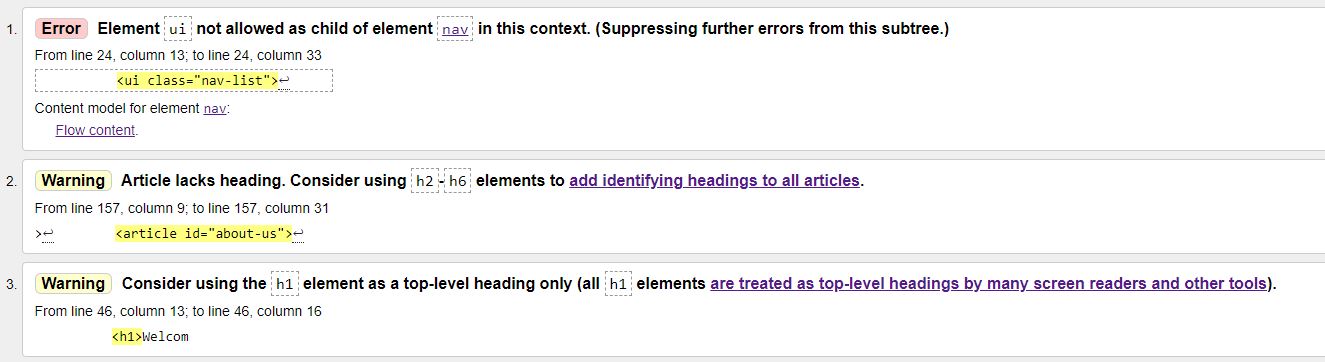 1. Error Element ui not allowed as child of element nav in this context. (Suppressing further errors from this subtree.)
From line 24, column 13; to line 24, column 33
<ui class="nav-list">↩
Content model for element nav:
Flow content.
2. Warning Article lacks heading. Consider using h2-h6 elements to add identifying headings to all articles.
From line 157, column 9; to line 157, column 31
>↩ <article id="about-us">↩
3. Warning Consider using the h1 element as a top-level heading only (all h1 elements are treated as top-level headings by many screen readers and other tools).
From line 46, column 13; to line 46, column 16
<h1>Welcom